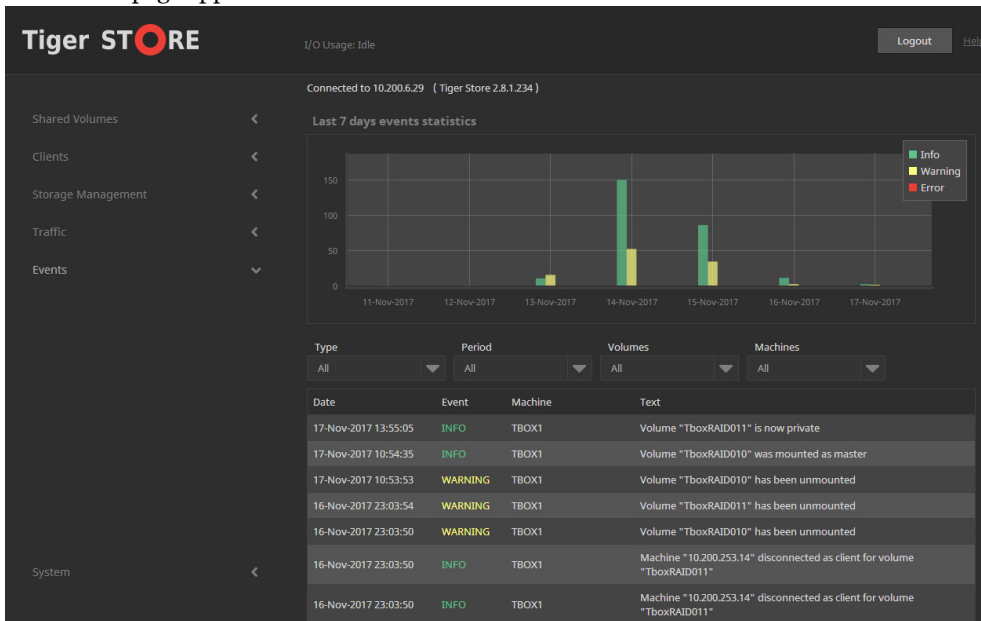 Tiger STORE
I/O Usage: Idle
Logout
Help
Connected to 10.200.6.29 ( Tiger Store 2.8.1.234 )
Shared Volumes
Clients
Storage Management
Traffic
Events
System
Last 7 days events statistics
Info
Warning
Error
150
100
50
0
11-Nov-2017 12-Nov-2017 13-Nov-2017 14-Nov-2017 15-Nov-2017 16-Nov-2017 17-Nov-2017
Type Period Volumes Machines
All All All All
Date Event Machine Text
17-Nov-2017 13:55:05 INFO TBOX1 Volume "TboxRAID011" is now private
17-Nov-2017 10:54:35 INFO TBOX1 Volume "TboxRAID010" was mounted as master
17-Nov-2017 10:53:53 WARNING TBOX1 Volume "TboxRAID010" has been unmounted
16-Nov-2017 23:03:54 WARNING TBOX1 Volume "TboxRAID011" has been unmounted
16-Nov-2017 23:03:50 WARNING TBOX1 Volume "TboxRAID010" has been unmounted
16-Nov-2017 23:03:50 INFO TBOX1 Machine "10.200.253.14" disconnected as client for volume
"TboxRAID011"
16-Nov-2017 23:03:50 INFO TBOX1 Machine "10.200.253.14" disconnected as client for volume
"TboxRAID011"